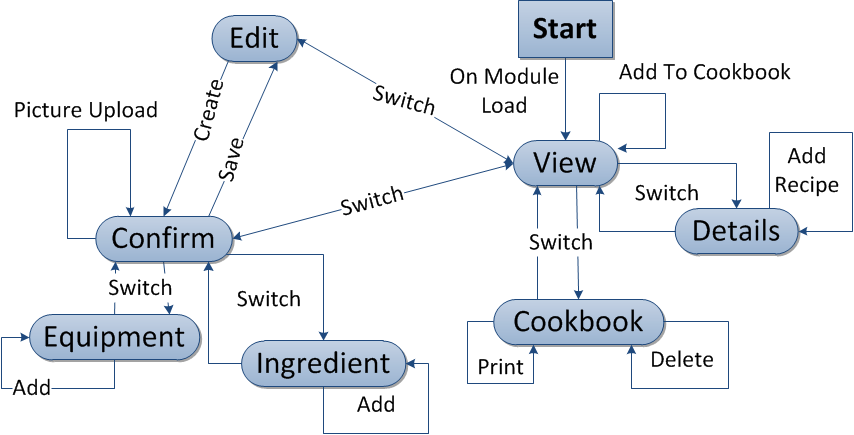 Start
Edit
On Module
Load
Add To Cookbook
Switch
Create
Picture Upload
Save
View
Add
Recipe
Switch
Switch
Details
Confirm
Switch
Switch
Switch
Cookbook
Equipment
Ingredient
Print
Delete
Add
Add